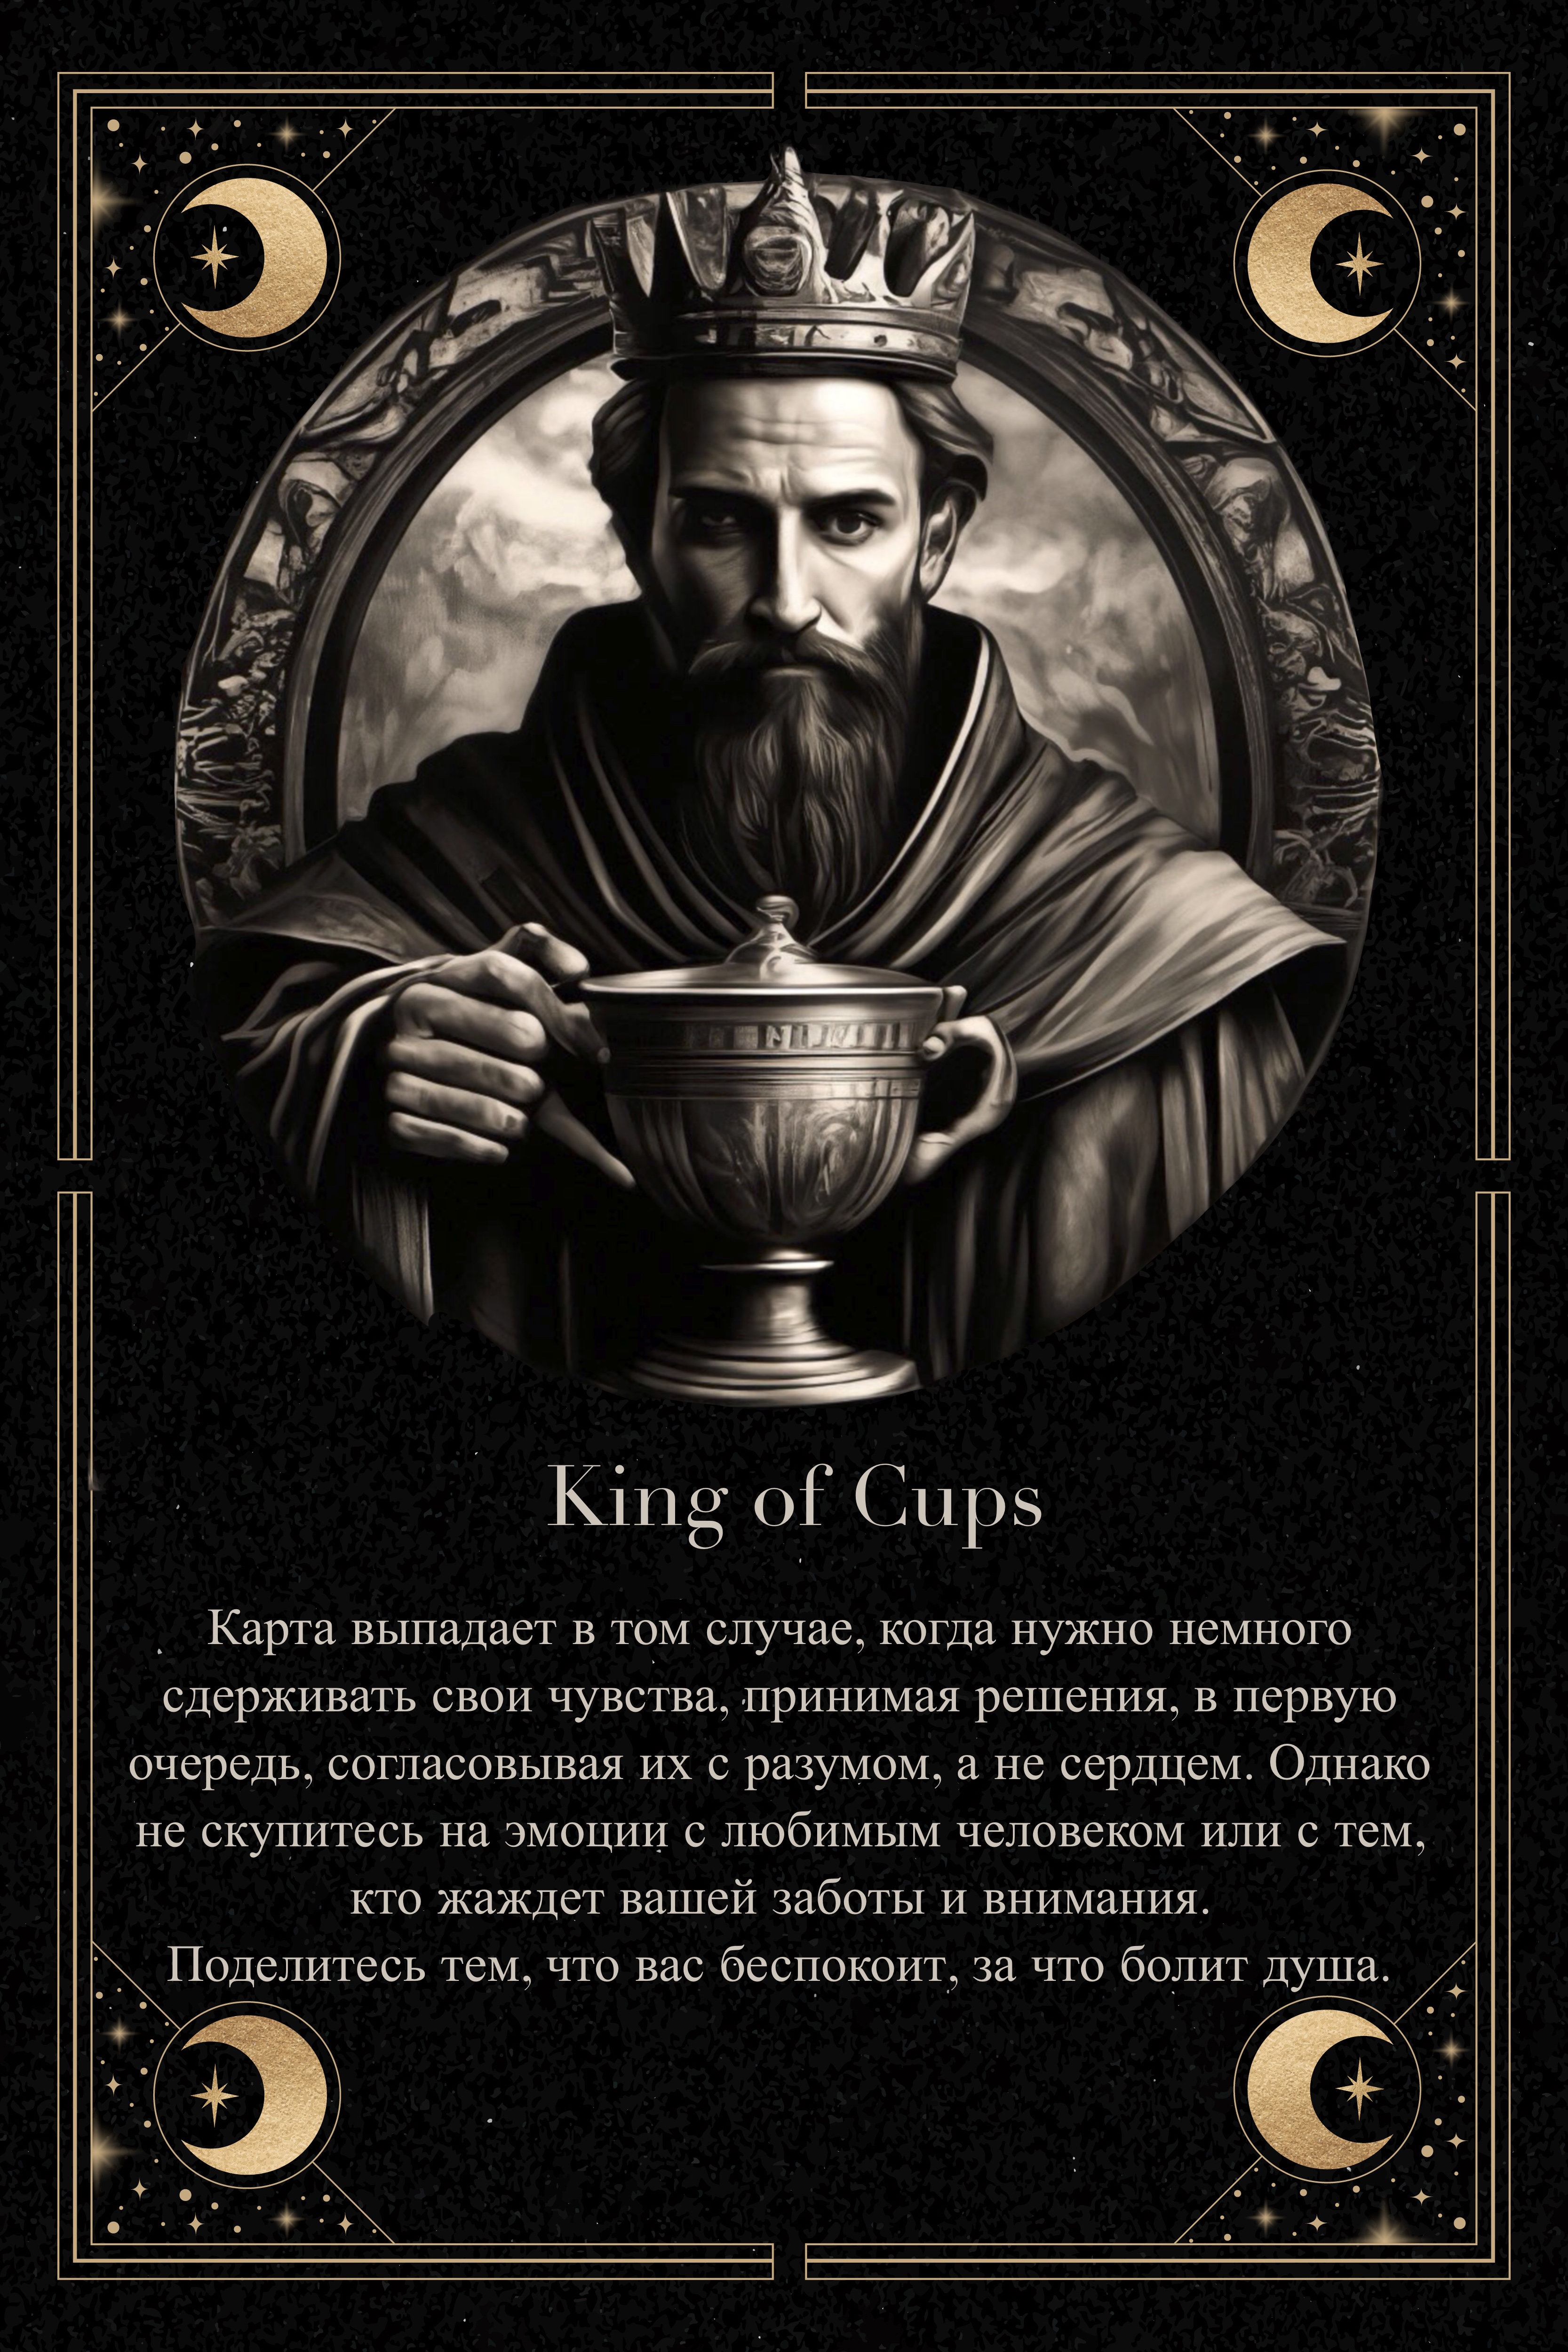 King of Cups
Карта выпадает в том случае, когда нужно немного
сдерживать свои чувства, принимая решения, в первую
очередь, согласовывая их с разумом, а не сердцем. Однако
не скупитесь на эмоции с любимым человеком или с тем,
кто жаждет вашей заботы и внимания.
Поделитесь тем, что вас беспокоит, за что болит душа.